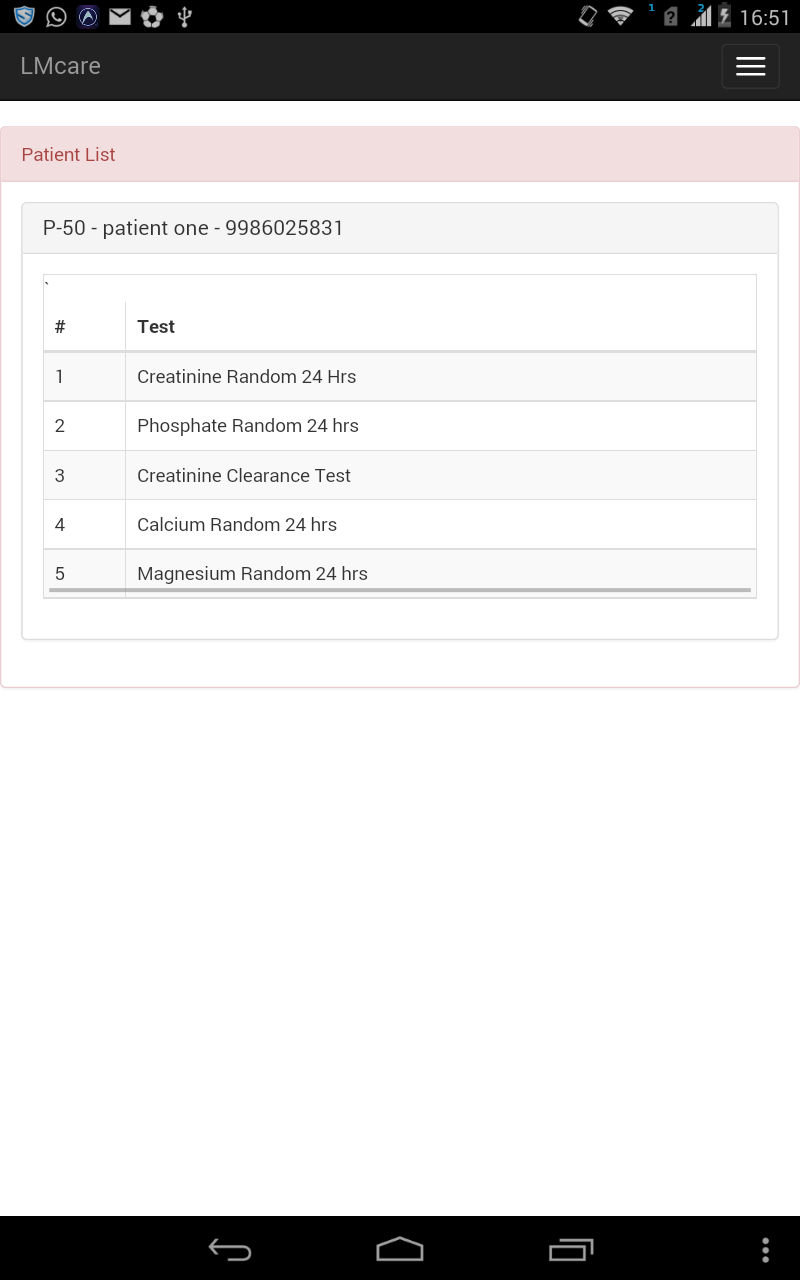 1 2 16:51
LMcare
Patient List
P-50 - patient one - 9986025831
`
# Test
1 Creatinine Random 24 Hrs
2 Phosphate Random 24 hrs
3 Creatinine Clearance Test
4 Calcium Random 24 hrs
5 Magnesium Random 24 hrs